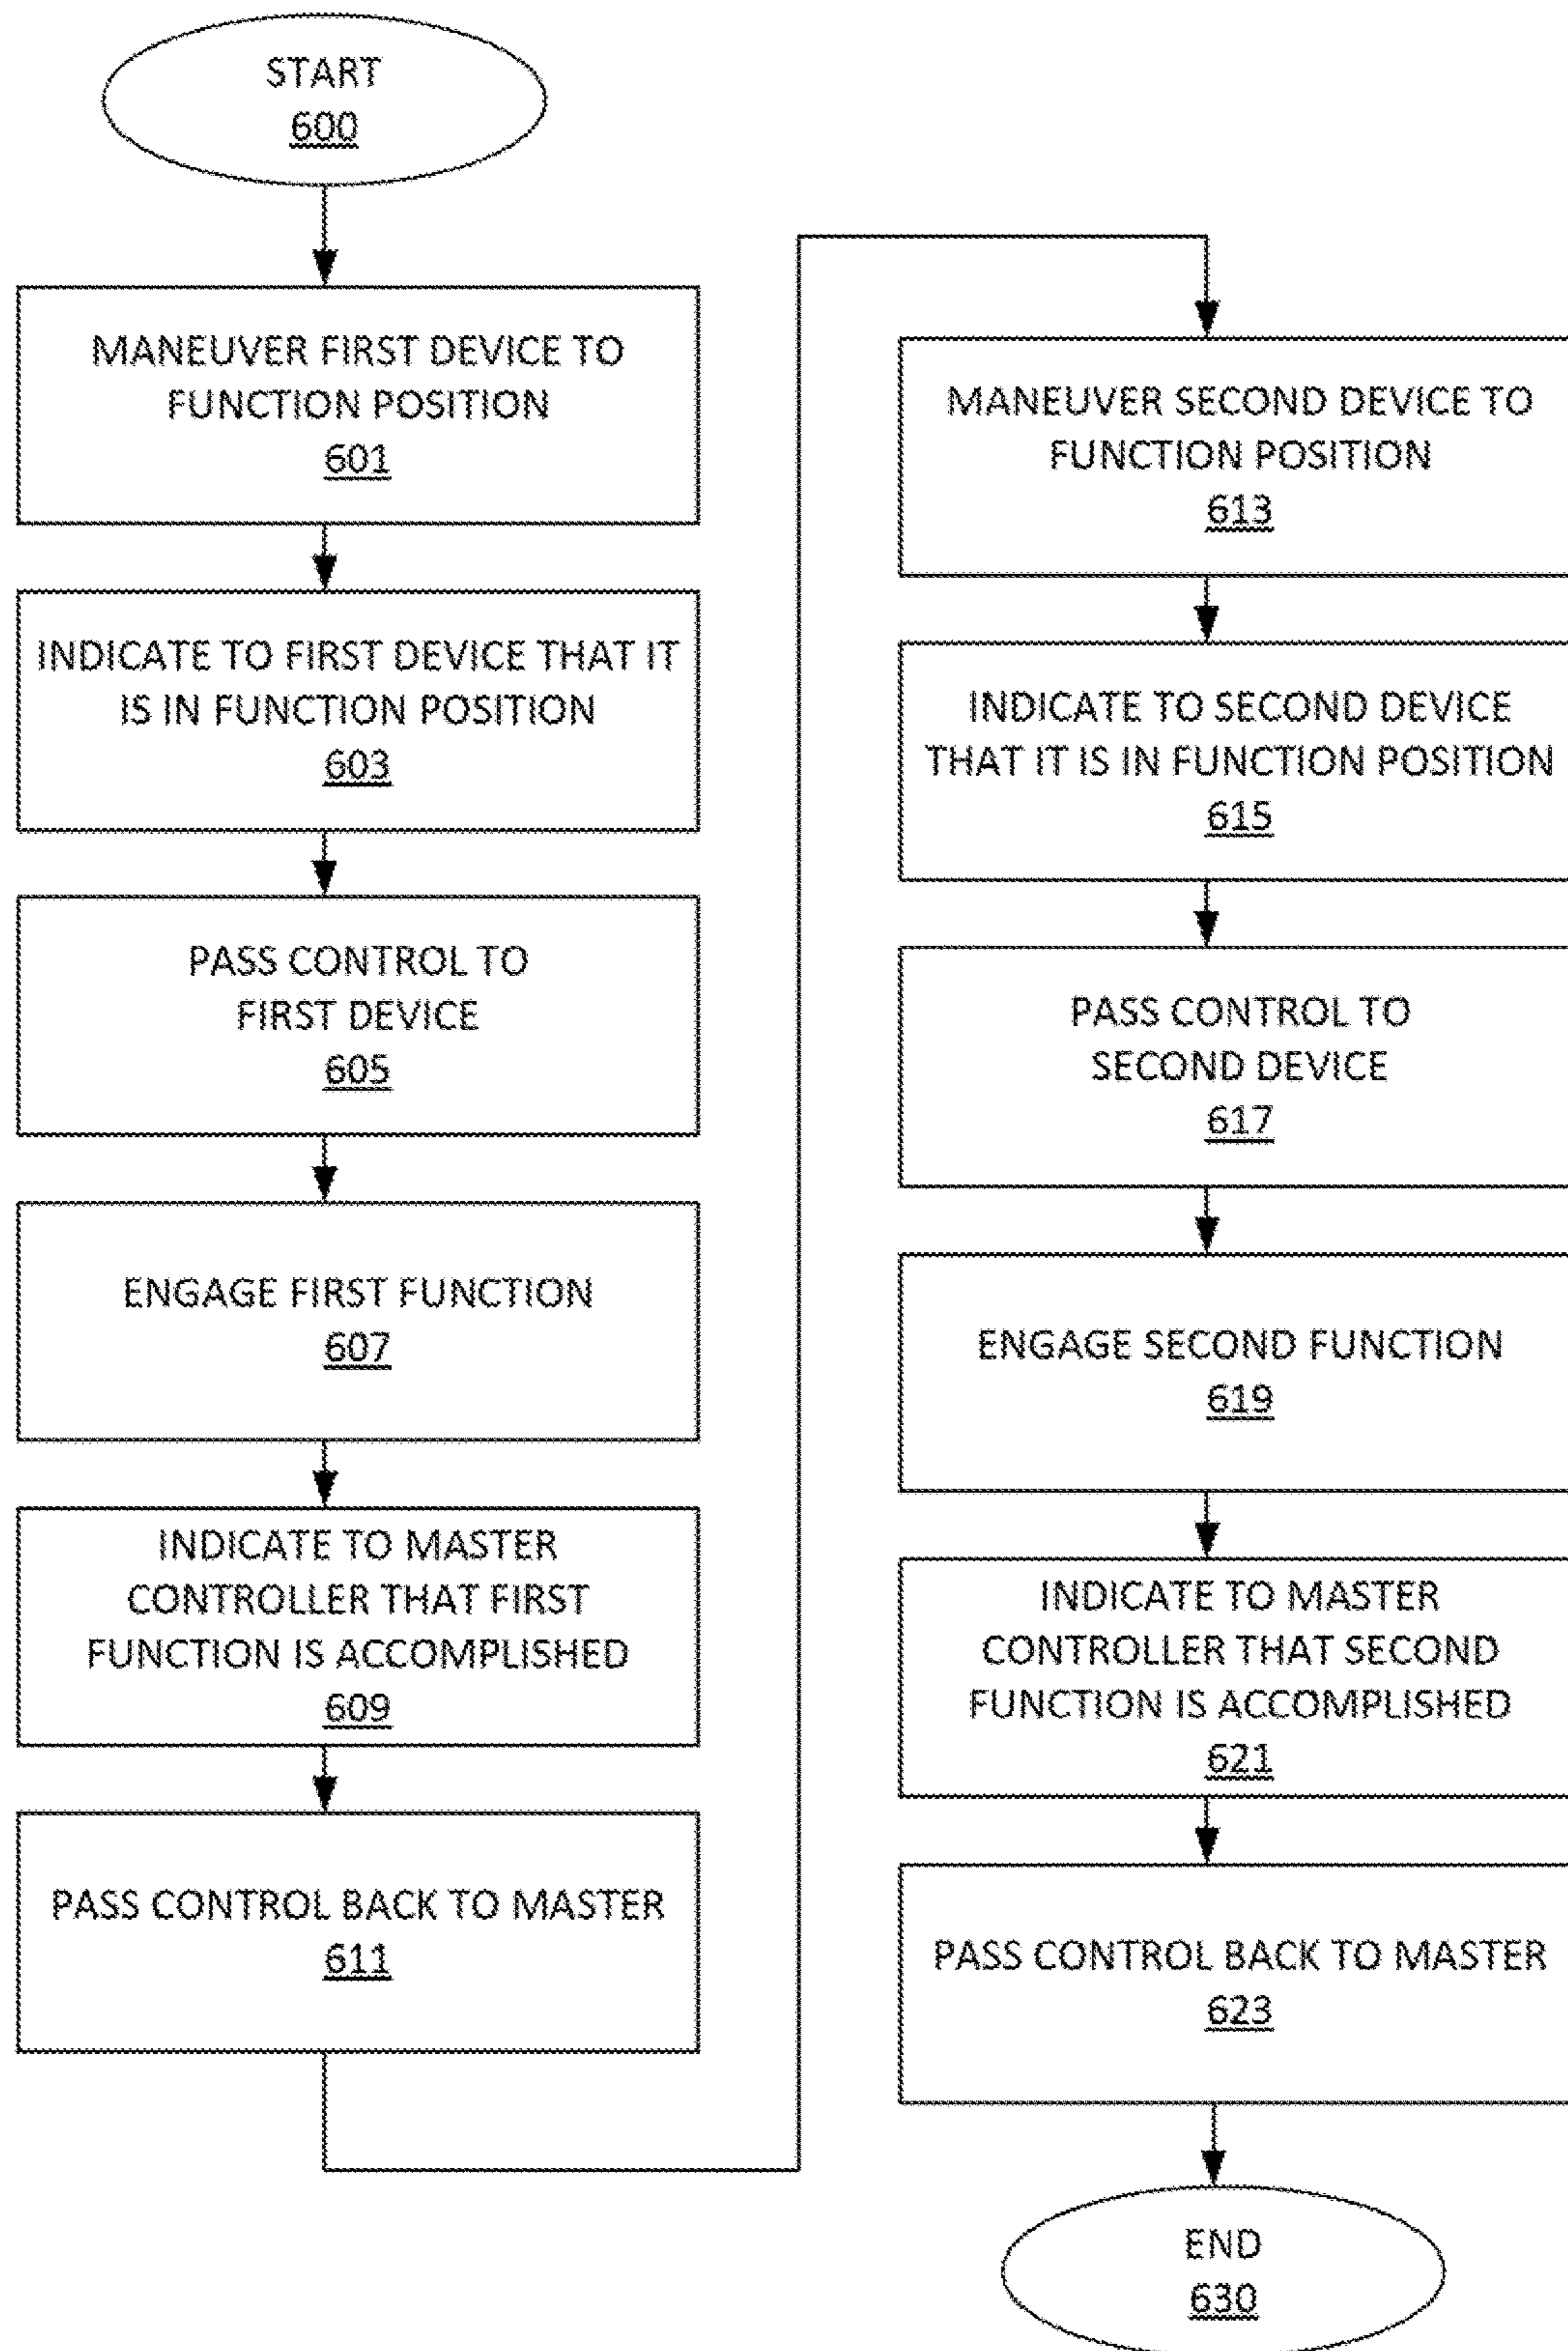 START
600
MANEUVER FIRST DEVICE TO
FUNCTION POSITION
601
INDICATE TO FIRST DEVICE THAT IT
IS IN FUNCTION POSITION
603
PASS CONTROL TO
FIRST DEVICE
605
ENGAGE FIRST FUNCTION
607
INDICATE TO MASTER
CONTROLLER THAT FIRST
FUNCTION IS ACCOMPLISHED
609
PASS CONTROL BACK TO MASTER
611
MANEUVER SECOND DEVICE TO
FUNCTION POSITION
613
INDICATE TO SECOND DEVICE
THAT IT IS IN FUNCTION POSITION
615
PASS CONTROL TO
SECOND DEVICE
617
ENGAGE SECOND FUNCTION
619
INDICATE TO MASTER
CONTROLLER THAT SECOND
FUNCTION IS ACCOMPLISHED
621
PASS CONTROL BACK TO MASTER
623
END
630